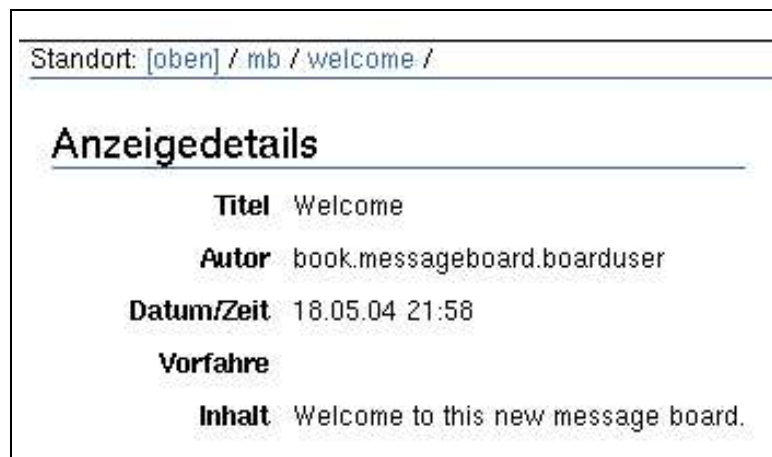 Standort: [oben] / mb / welcome /
Anzeigedetails
Titel Welcome
Autor book.messageboard.boarduser
Datum/Zeit 18.05.04 21:58
Vorfahre
Inhalt Welcome to this new message board.